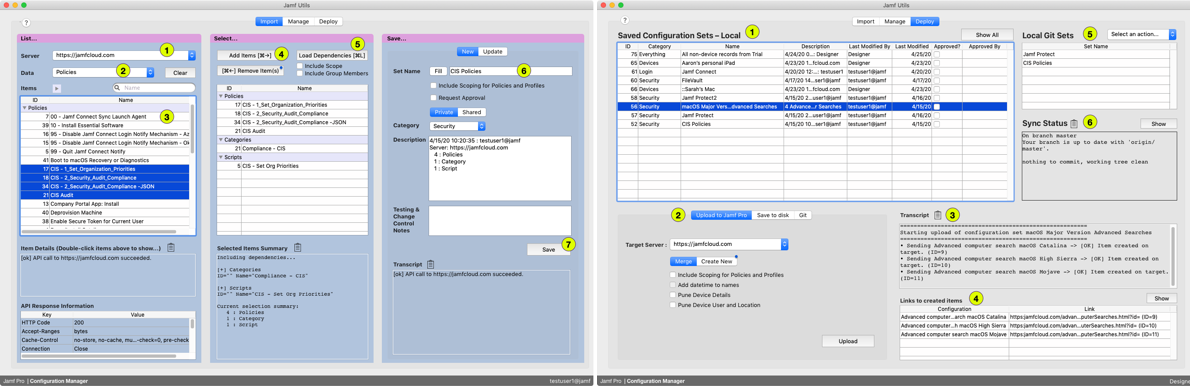 Jamf Utils
?
Import Manage Deploy
List...
Server https://jamfcloud.com 1
Data Policies 2 Clear
Items Name
ID Name
Policies 3
7 00 - Jamf Connect Sync Launch Agent
39 10 - Install Essential Software
16 95 - Disable Jamf Connect Login Notify Mechanism - Az
15 95 - Disable Jamf Connect Login Notify Mechanism - Ok
5 99 - Quit Jamf Connect Notify
41 Boot to macOS Recovery or Diagnostics
17 CIS - 1_Set_Organization_Priorities
18 CIS - 2_Security_Audit_Compliance
34 CIS - 2_Security_Audit_Compliance -JSON
21 CIS Audit
13 Company Portal App: Install
40 Deprovision Machine
38 Enable Secure Token for Current User
Item Details (Double-click items above to show...)
[ok] API call to https://jamfcloud.com succeeded.
API Response Information
Key Value
HTTP Code 200
Accept-Ranges bytes
Cache-Control no-store, no-cache, mu...-check=0, pre-check
Connection Close
Select...
Add Items [⌘→] 4 Load Dependencies [⌘D] 5
[⌘←] Remove Item(s) Include Scope
Include Group Members
ID Name
Policies
17 CIS - 1_Set_Organization_Priorities
18 CIS - 2_Security_Audit_Compliance
34 CIS - 2_Security_Audit_Compliance -JSON
21 CIS Audit
Categories
21 Compliance - CIS
Scripts
5 CIS - Set Org Priorities
Selected Items Summary
Including dependencies...
[+] Categories
ID="" Name="Compliance - CIS"
[+] Scripts
ID="" Name="CIS - Set Org Priorities"
Current selection summary:
4 : Policies
1 : Category
1 : Script
Save...
New Update
Set Name Fill CIS Policies 6
Include Scoping for Policies and Profiles
Request Approval
Private Shared
Category Security
Description 4/15/20 10:20:35 : testuser1@jamf
Server: https://jamfcloud.com
4 : Policies
1 : Category
1 : Script
Testing &
Change
Control
Notes
Save 7
Transcript
[ok] API call to https://jamfcloud.com succeeded.
Jamf Pro | Configuration Manager testuser1@jamf
Jamf Utils
?
Import Manage Deploy
Saved Configuration Sets – Local 1 Show All
ID Category Name Description Last Modified By Last Modified Approved? Approved By
75 Everything All non-device records from Trial 4/24/20 0...: Designer Designer 4/25/20
65 Devices Aaron's personal iPad 4/23/20 1...fcloud.com Designer 4/23/20
61 Login Jamf Connect 4/20/20 12:... testuser1 testuser1@jamf 4/20/20
60 Security FileVault 4/17/20 3...ser1@jamf testuser1@jamf 4/17/20
66 Devices ::Sarah's Mac 4/23/20 1...fcloud.com Designer 4/23/20
58 Security Jamf Protect2 4/15/20 2...ser1@jamf testuser1@jamf 4/15/20
56 Security macOS Major Vers...dvanced Searches 4 Advance...r Searches testuser1@jamf 4/15/20
57 Security Jamf Protect 4/15/20 2...ser1@jamf testuser1@jamf 4/15/20
52 Security CIS Policies 4/15/20 10...ser1@jamf testuser1@jamf 4/15/20
2 Upload to Jamf Pro Save to disk Git
Target Server : https://jamfcloud.com
Merge Create New
Include Scoping for Policies and Profiles
Add datetime to names
Pune Device Details
Pune Device User and Location
Upload
Local Git Sets 5 Select an action...
Set Name
Jamf Protect
CIS Policies
Sync Status 6 Show
On branch master
Your branch is up to date with 'origin/
master'.
nothing to commit, working tree clean
Transcript 3
Starting upload of configuration set macOS Major Version Advanced Searches
• Sending Advanced computer search macOS Catalina -> [OK] Item created on
target. (ID=9)
• Sending Advanced computer search macOS High Sierra -> [OK] Item created on
target. (ID=10)
• Sending Advanced computer search macOS Mojave -> [OK] Item created on target.
(ID=11)
Links to created items 4 Show
Configuration Link
Advanced computer...arch macOS Catalina https:jamfcloud.com/advan...puterSearches.html?id= (ID=9)
Advanced computer...h macOS High Sierra https:jamfcloud.com/advan...puterSearches.html?id= (ID=10)
Advanced computer search macOS Mojave https:jamfcloud.com/advan...puterSearches.html?id= (ID=11)
Jamf Pro | Configuration Manager Designe